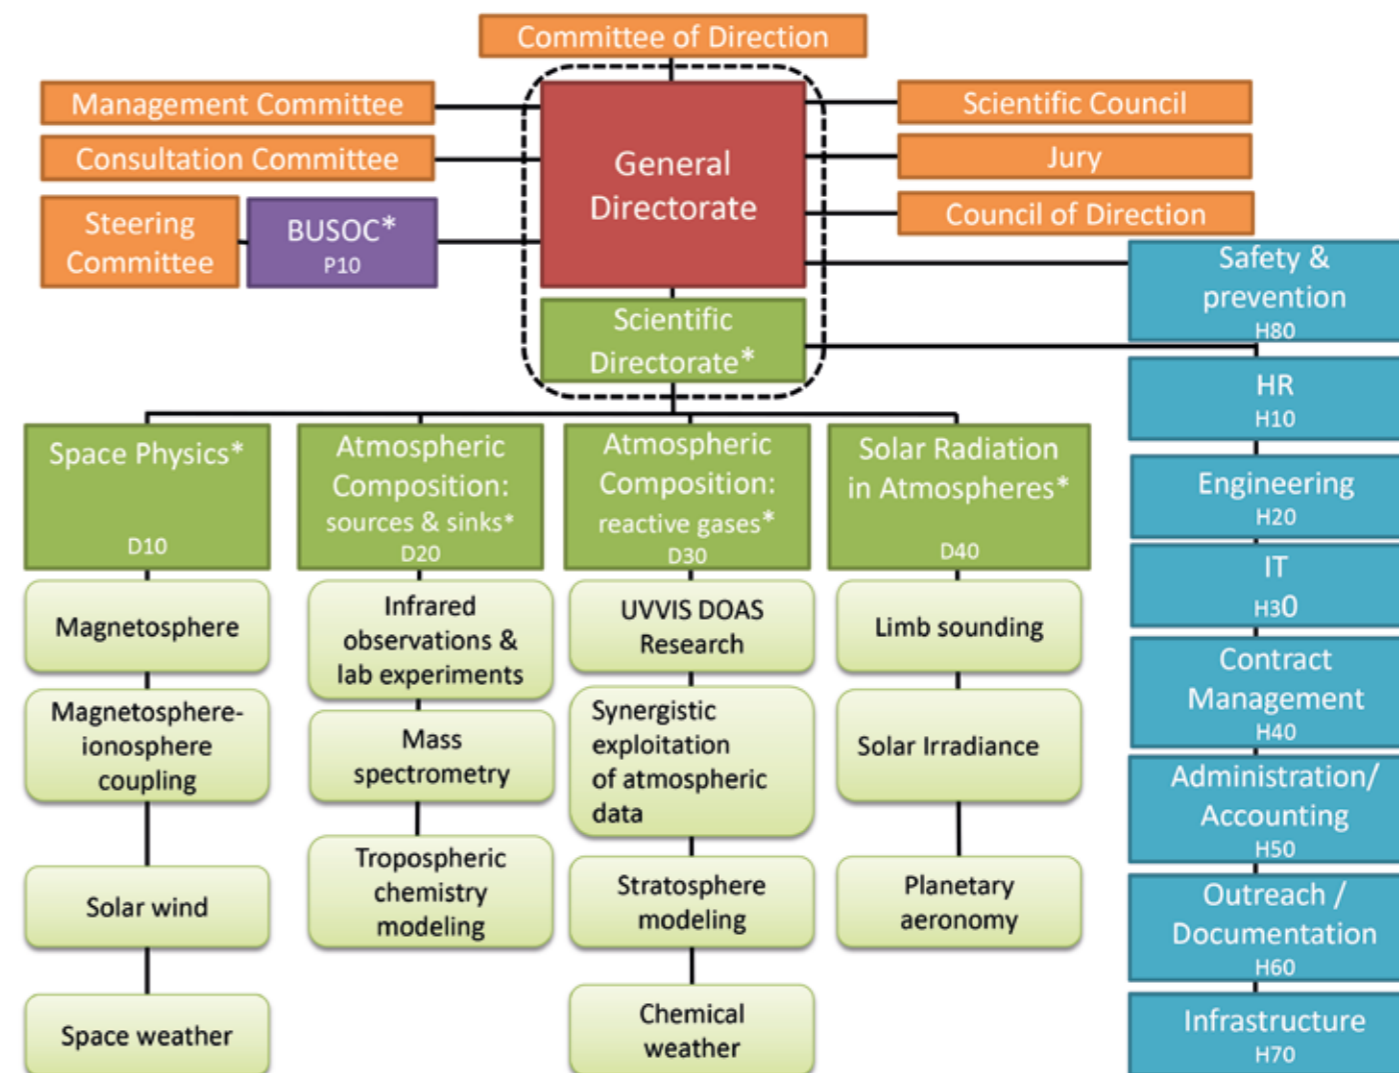 Committee of Direction
Management Committee
Consultation Committee
Steering
Committee
BUSOC*
P10
General
Directorate
Scientific
Directorate*
Scientific Council
Jury
Council of Direction
Safety &
prevention
H80
HR
H10
Engineering
H20
IT
H30
Contract
Management
H40
Administration/
Accounting
H50
Outreach /
Documentation
H60
Infrastructure
H70
Space Physics*
D10
Magnetosphere
Magnetosphere-
ionosphere
coupling
Solar wind
Space weather
Atmospheric
Composition:
sources & sinks*
D20
Infrared
observations &
lab experiments
Mass
spectrometry
Tropospheric
chemistry
modeling
Atmospheric
Composition:
reactive gases*
D30
UVVIS DOAS
Research
Synergistic
exploitation
of atmospheric
data
Stratosphere
modeling
Chemical
weather
Solar Radiation
in Atmospheres*
D40
Limb sounding
Solar Irradiance
Planetary
aeronomy